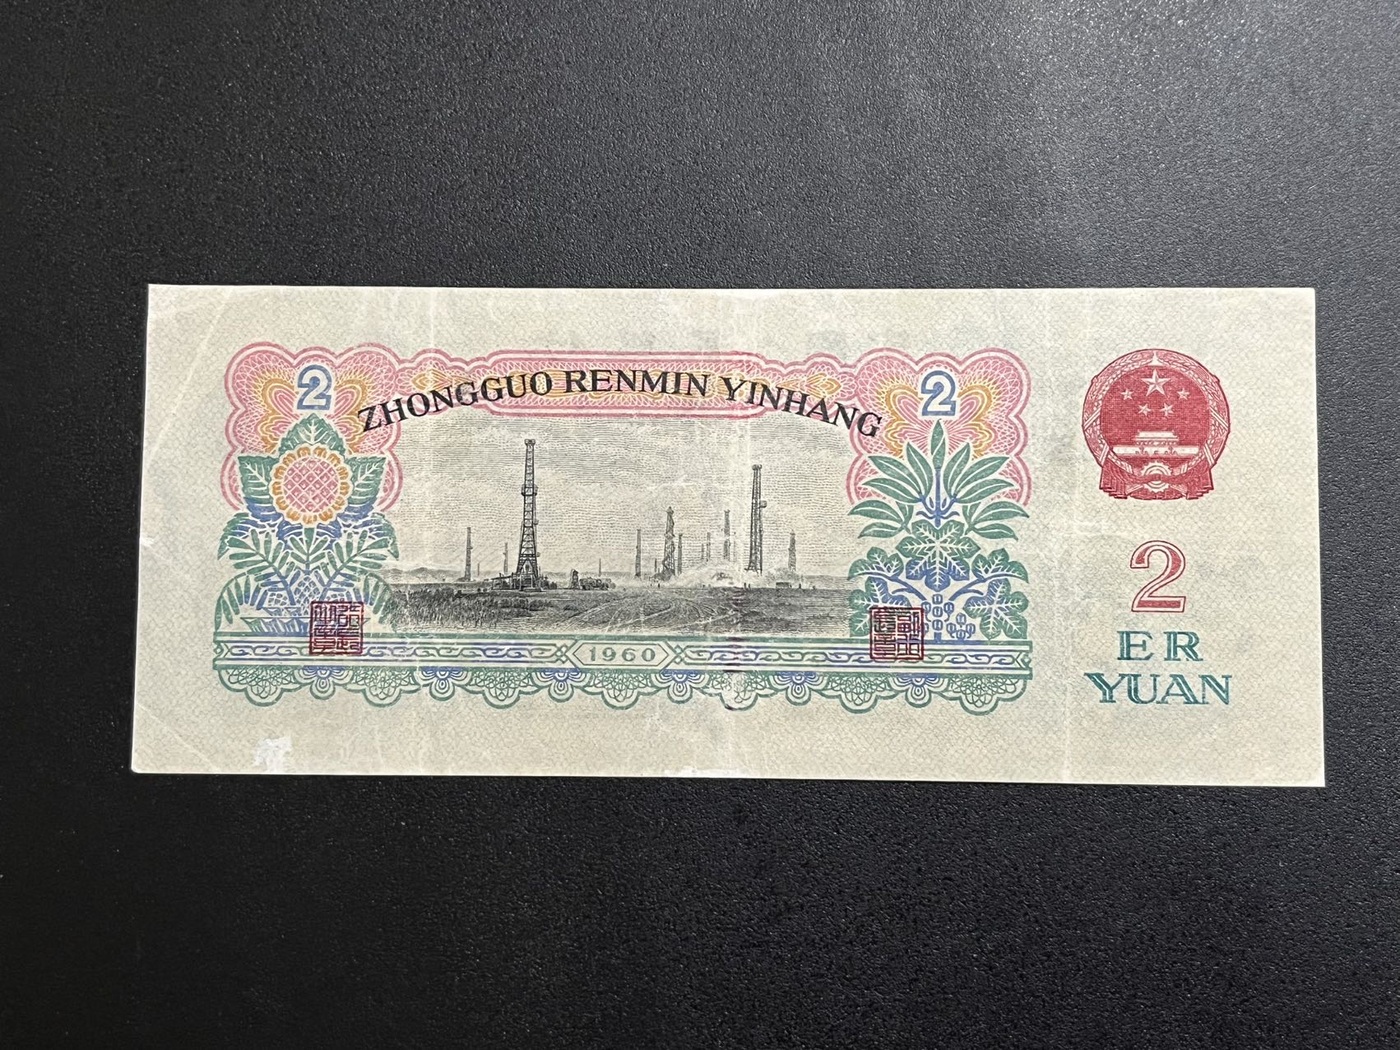 2
2
ZHONGGUO RENMIN YINHANG
1960
2
ER
YUAN